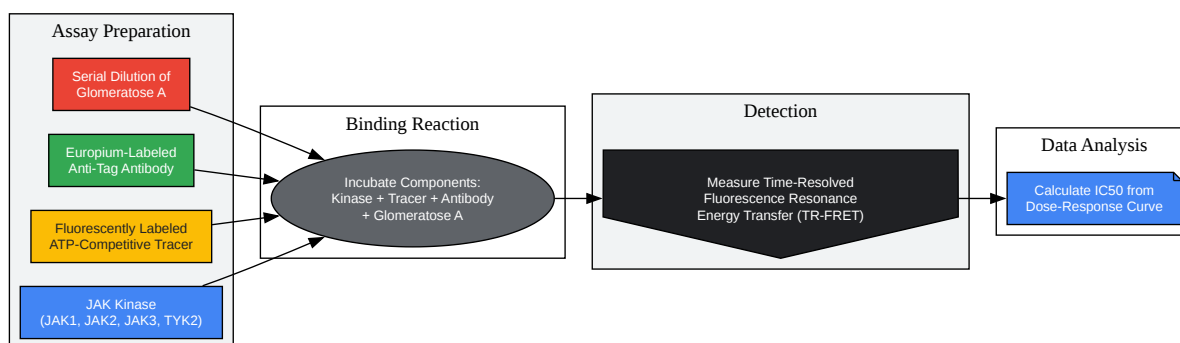 Assay Preparation
Serial Dilution of
Glomeratose A
Europium-Labeled
Anti-Tag Antibody
Fluorescently Labeled
ATP-Competitive Tracer
JAK Kinase
(JAK1, JAK2, JAK3, TYK2)
Binding Reaction
Incubate Components:
Kinase + Tracer + Antibody
+ Glomeratose A
Detection
Measure Time-Resolved
Fluorescence Resonance
Energy Transfer (TR-FRET)
Data Analysis
Calculate IC50 from
Dose-Response Curve